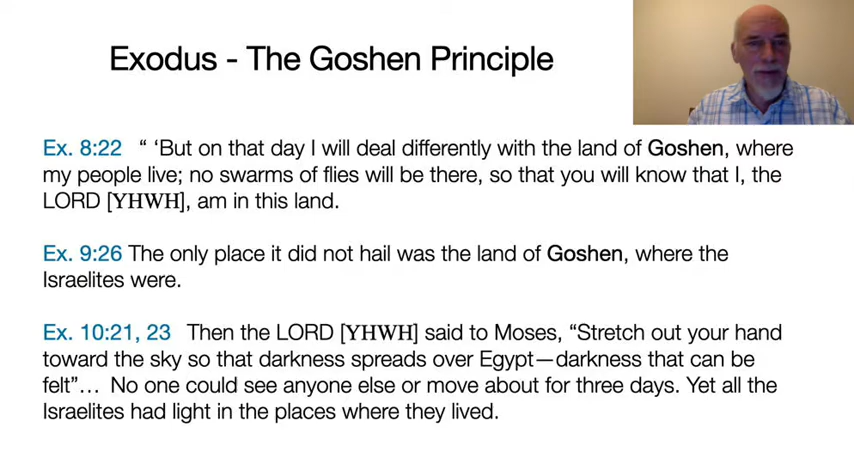 Exodus - The Goshen Principle
Ex. 8:22 “ ‘But on that day I will deal differently with the land of Goshen, where
my people live; no swarms of flies will be there, so that you will know that I, the
LORD [YHWH], am in this land.
Ex. 9:26 The only place it did not hail was the land of Goshen, where the
Israelites were.
Ex. 10:21, 23 Then the LORD [YHWH] said to Moses, “Stretch out your hand
toward the sky so that darkness spreads over Egypt—darkness that can be
felt”… No one could see anyone else or move about for three days. Yet all the
Israelites had light in the places where they lived.